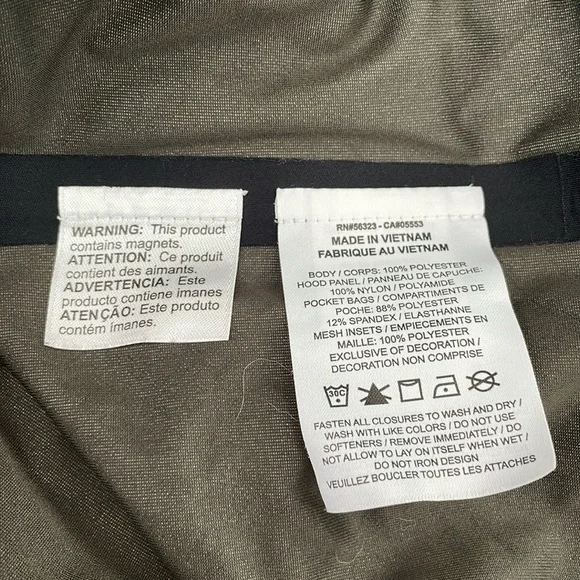 WARNING: This product
contains magnets.
ATTENTION: Ce produit
contient des aimants.
ADVERTENCIA: Este
producto contiene imanes
ATENÇÃO: Este produto
contém ímanes.
RN#56323 - CA#05553
MADE IN VIETNAM
FABRIQUE AU VIETNAM
BODY / CORPS: 100% POLYESTER
HOOD PANEL / PANNEAU DE CAPUCHE:
100% NYLON / POLYAMIDE
POCKET BAGS / COMPARTIMENTS DE
POCHE: 88% POLYESTER
12% SPANDEX / ELASTHANNE
MESH INSETS / EMPIECEMENTS EN
MAILLE: 100% POLYESTER
EXCLUSIVE OF DECORATION /
DECORATION NON COMPRISE
30C
FASTEN ALL CLOSURES TO WASH AND DRY /
WASH WITH LIKE COLORS / DO NOT USE
SOFTENERS / REMOVE IMMEDIATELY / DO
NOT ALLOW TO LAY ON ITSELF WHEN WET /
DO NOT IRON DESIGN
VEUILLEZ BOUCLER TOUTES LES ATTACHES